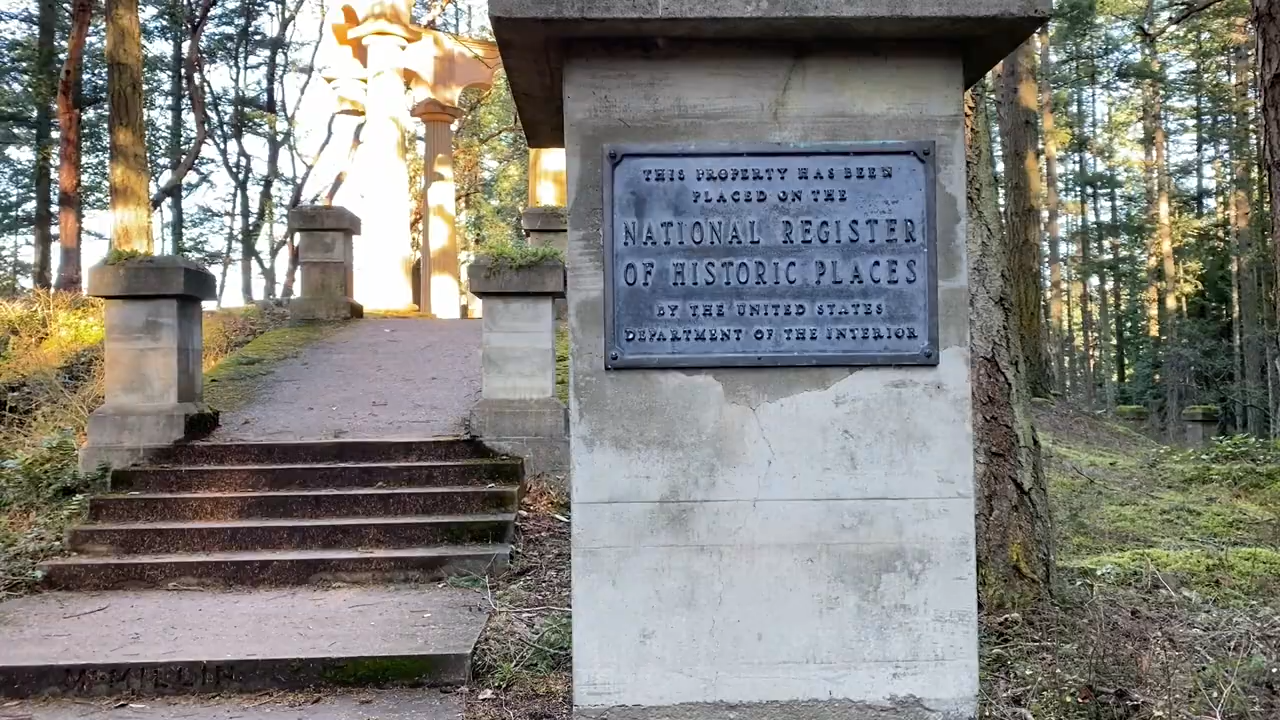 THIS PROPERTY HAS BEEN
PLACED ON THE
NATIONAL REGISTER
OF HISTORIC PLACES
BY THE UNITED STATES
DEPARTMENT OF THE INTERIOR
McMILLIN